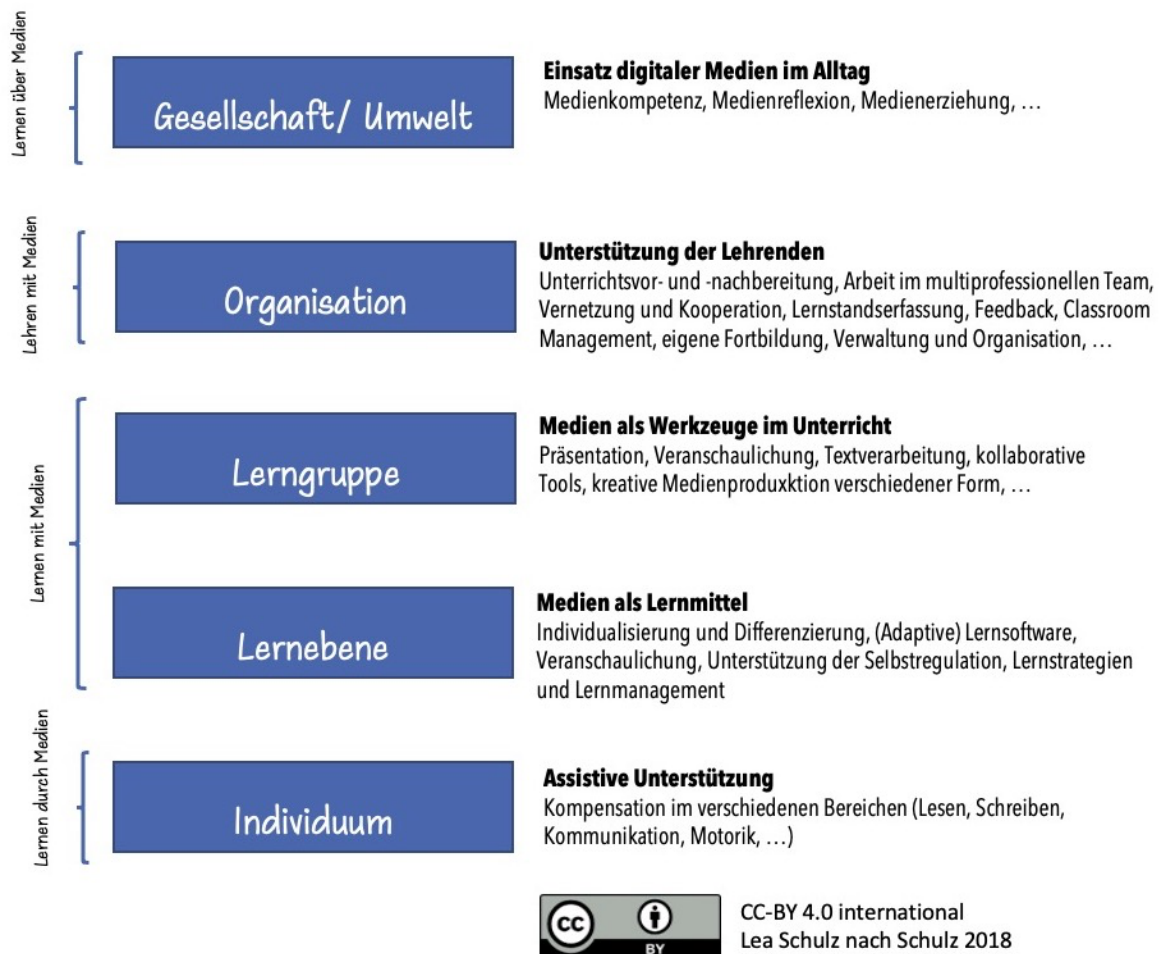 Lernen über Medien
Gesellschaft/ Umwelt
Einsatz digitaler Medien im Alltag
Medienkompetenz, Medienreflexion, Medienerziehung, …
Lehren mit Medien
Organisation
Unterstützung der Lehrenden
Unterrichtsvor- und -nachbereitung, Arbeit im multiprofessionellen Team,
Vernetzung und Kooperation, Lernstandserfassung, Feedback, Classroom
Management, eigene Fortbildung, Verwaltung und Organisation, …
Lernen mit Medien
Lerngruppe
Medien als Werkzeuge im Unterricht
Präsentation, Veranschaulichung, Textverarbeitung, kollaborative
Tools, kreative Medienproduxktion verschiedener Form, …
Lernebene
Medien als Lernmittel
Individualisierung und Differenzierung, (Adaptive) Lernsoftware,
Veranschaulichung, Unterstützung der Selbstregulation, Lernstrategien
und Lernmanagement
Lernen durch Medien
Individuum
Assistive Unterstützung
Kompensation im verschiedenen Bereichen (Lesen, Schreiben,
Kommunikation, Motorik, …)
cc
BY
CC-BY 4.0 international
Lea Schulz nach Schulz 2018